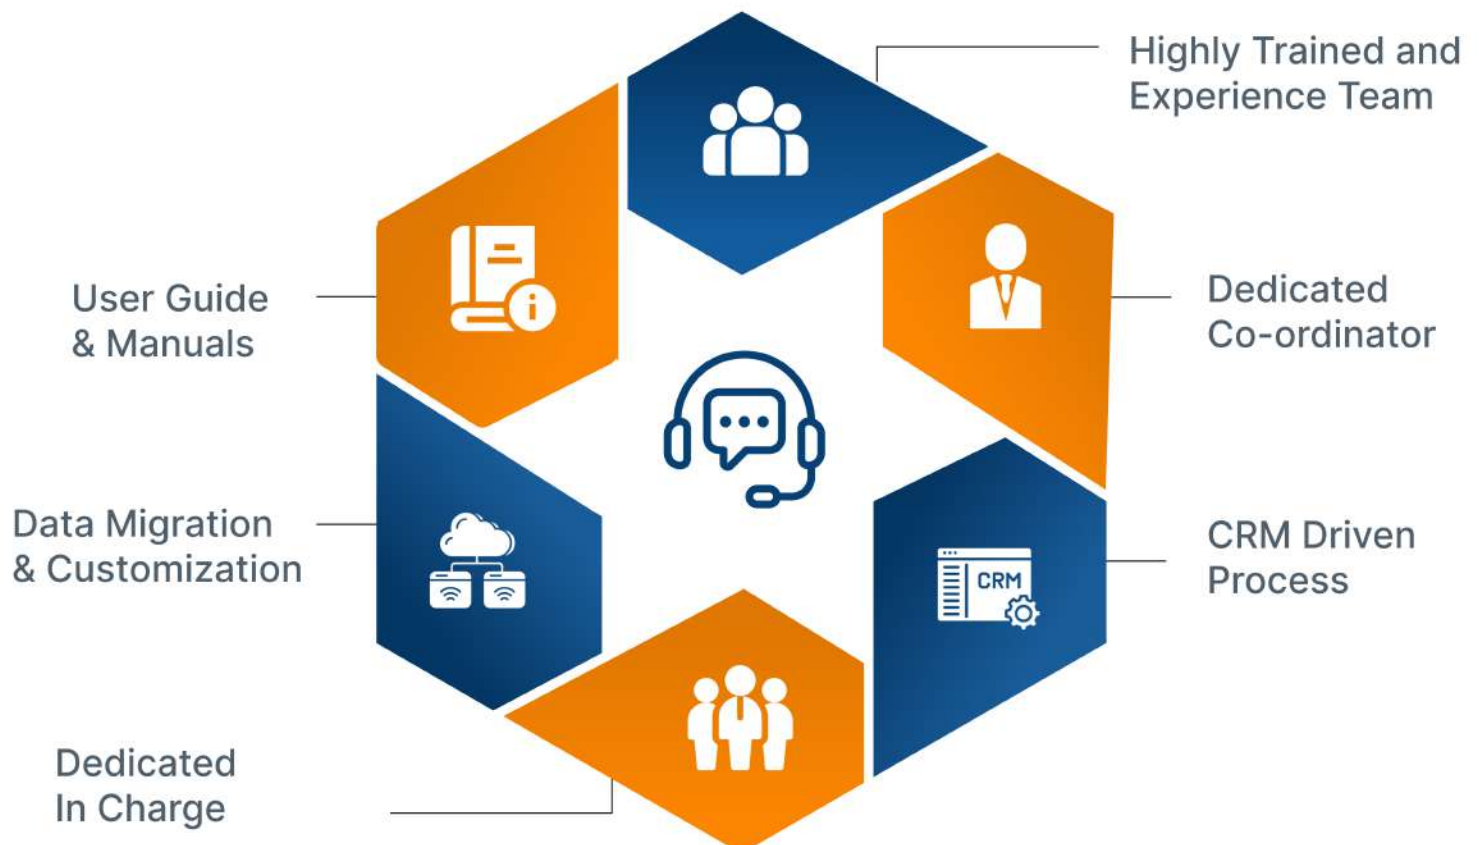 Highly Trained and
Experience Team
User Guide
& Manuals
Dedicated
Co-ordinator
Data Migration
& Customization
CRM
CRM Driven
Process
Dedicated
In Charge